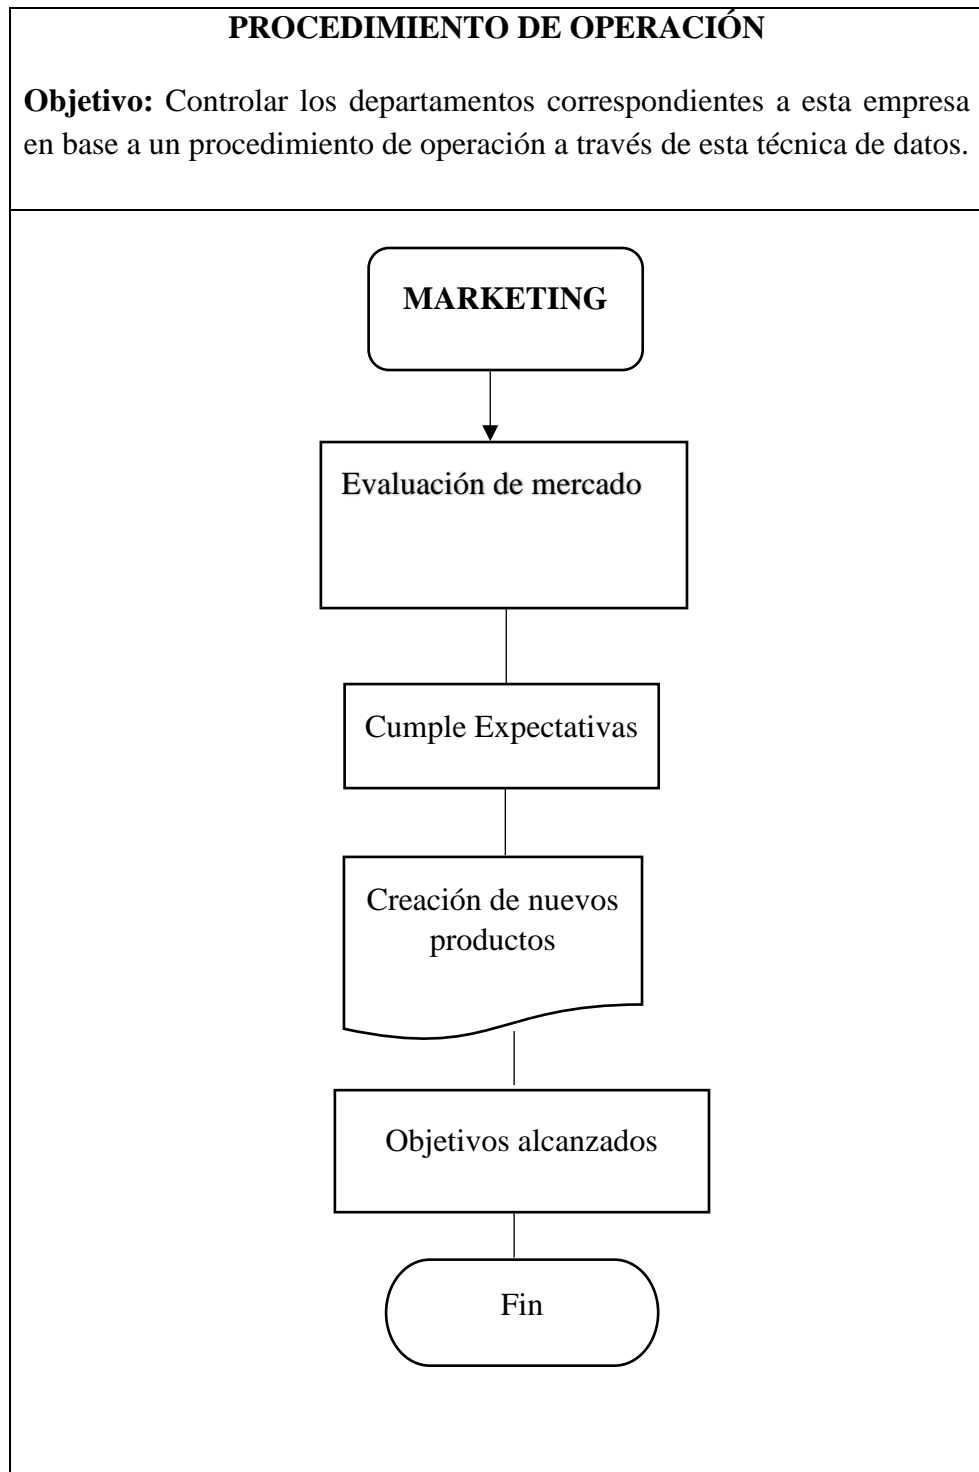 PROCEDIMIENTO DE OPERACIÓN
Objetivo: Controlar los departamentos correspondientes a esta empresa
en base a un procedimiento de operación a través de esta técnica de datos.
MARKETING
Evaluación de mercado
Cumple Expectativas
Creación de nuevos
productos
Objetivos alcanzados
Fin